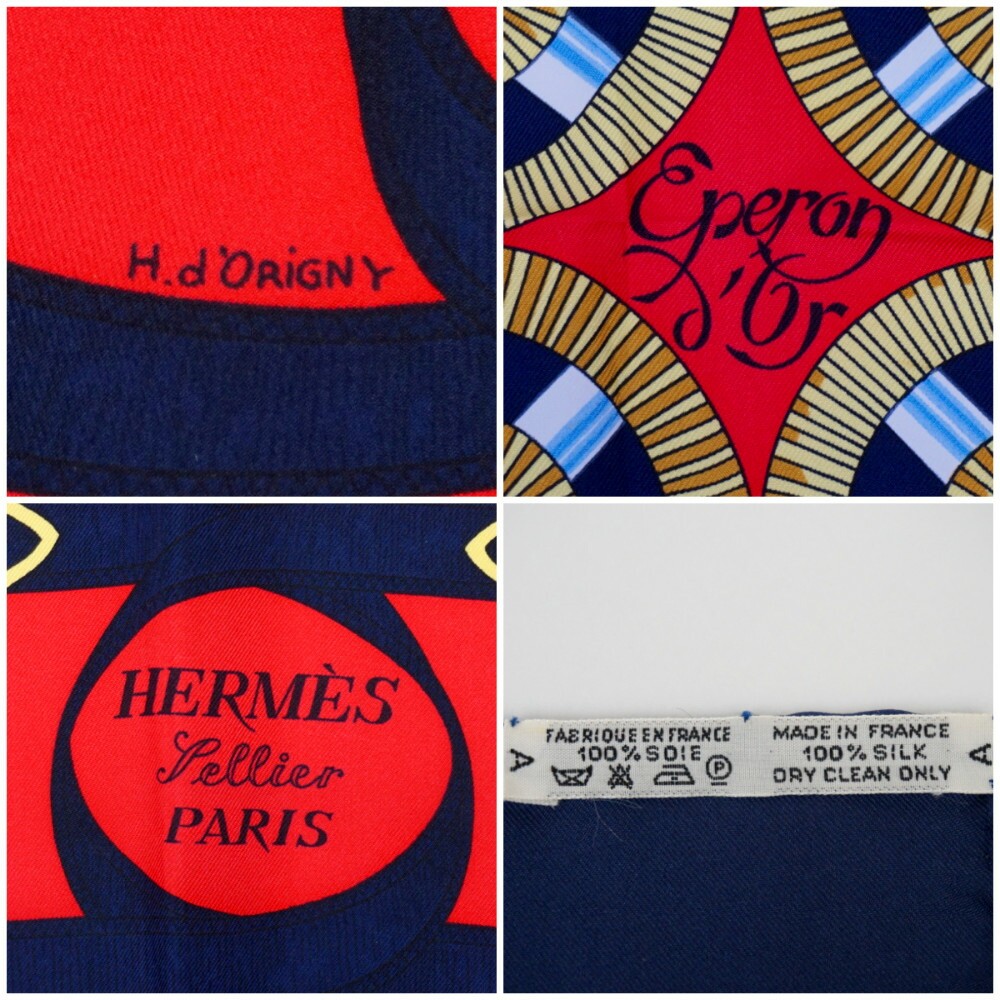 H. d'ORIGNY
Eperon
d'Or
HERMÈS
Sellier
PARIS
FABRIQUE EN FRANCE
100% SOIE
P
MADE IN FRANCE
100% SILK
DRY CLEAN ONLY
A
A